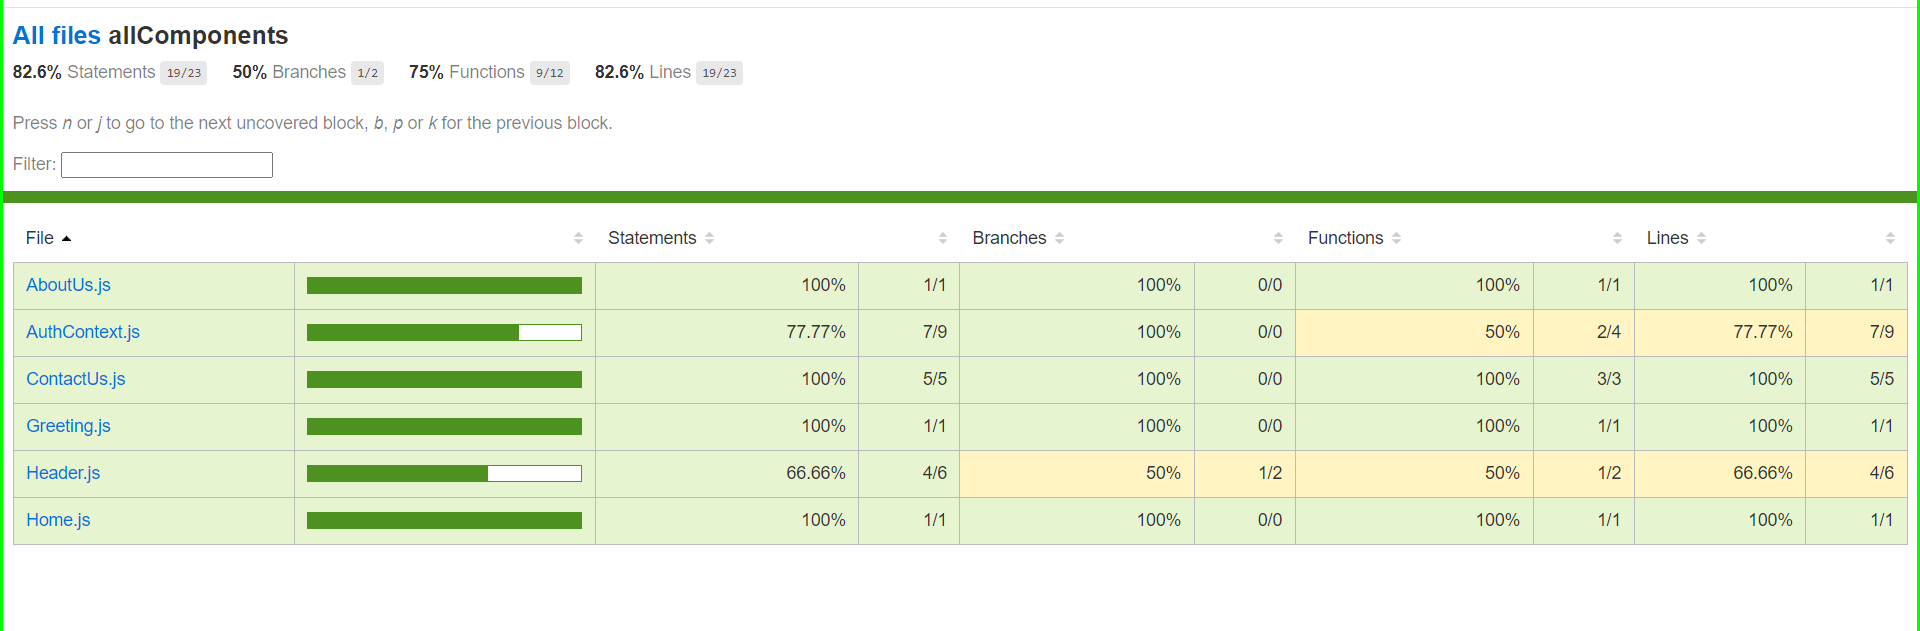 All files allComponents
82.6% Statements 19/23 50% Branches 1/2 75% Functions 9/12 82.6% Lines 19/23
Press n or j to go to the next uncovered block, b, p or k for the previous block.
Filter:
File Statements Branches Functions Lines
AboutUs.js 100% 1/1 100% 0/0 100% 1/1 100% 1/1
AuthContext.js 77.77% 7/9 100% 0/0 50% 2/4 77.77% 7/9
ContactUs.js 100% 5/5 100% 0/0 100% 3/3 100% 5/5
Greeting.js 100% 1/1 100% 0/0 100% 1/1 100% 1/1
Header.js 66.66% 4/6 50% 1/2 50% 1/2 66.66% 4/6
Home.js 100% 1/1 100% 0/0 100% 1/1 100% 1/1